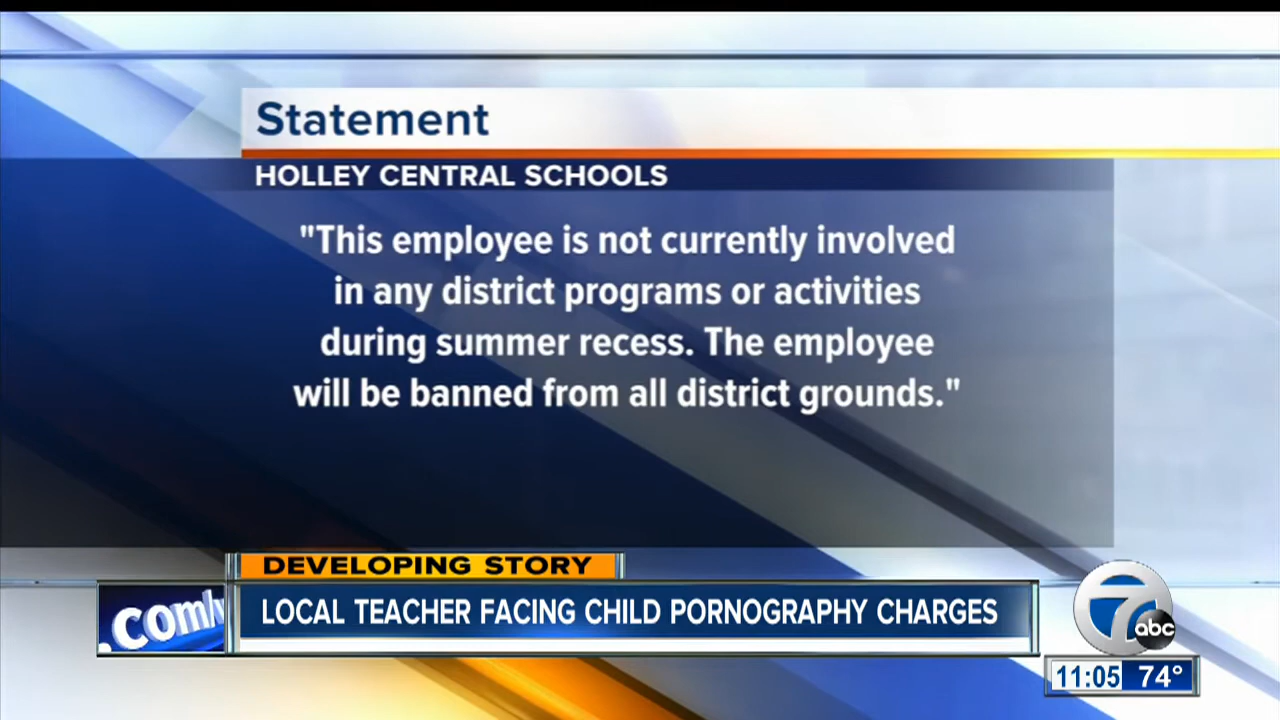 Statement
HOLLEY CENTRAL SCHOOLS
"This employee is not currently involved
in any district programs or activities
during summer recess. The employee
will be banned from all district grounds."
DEVELOPING STORY
.com
LOCAL TEACHER FACING CHILD PORNOGRAPHY CHARGES
7
abc
11:05 74°